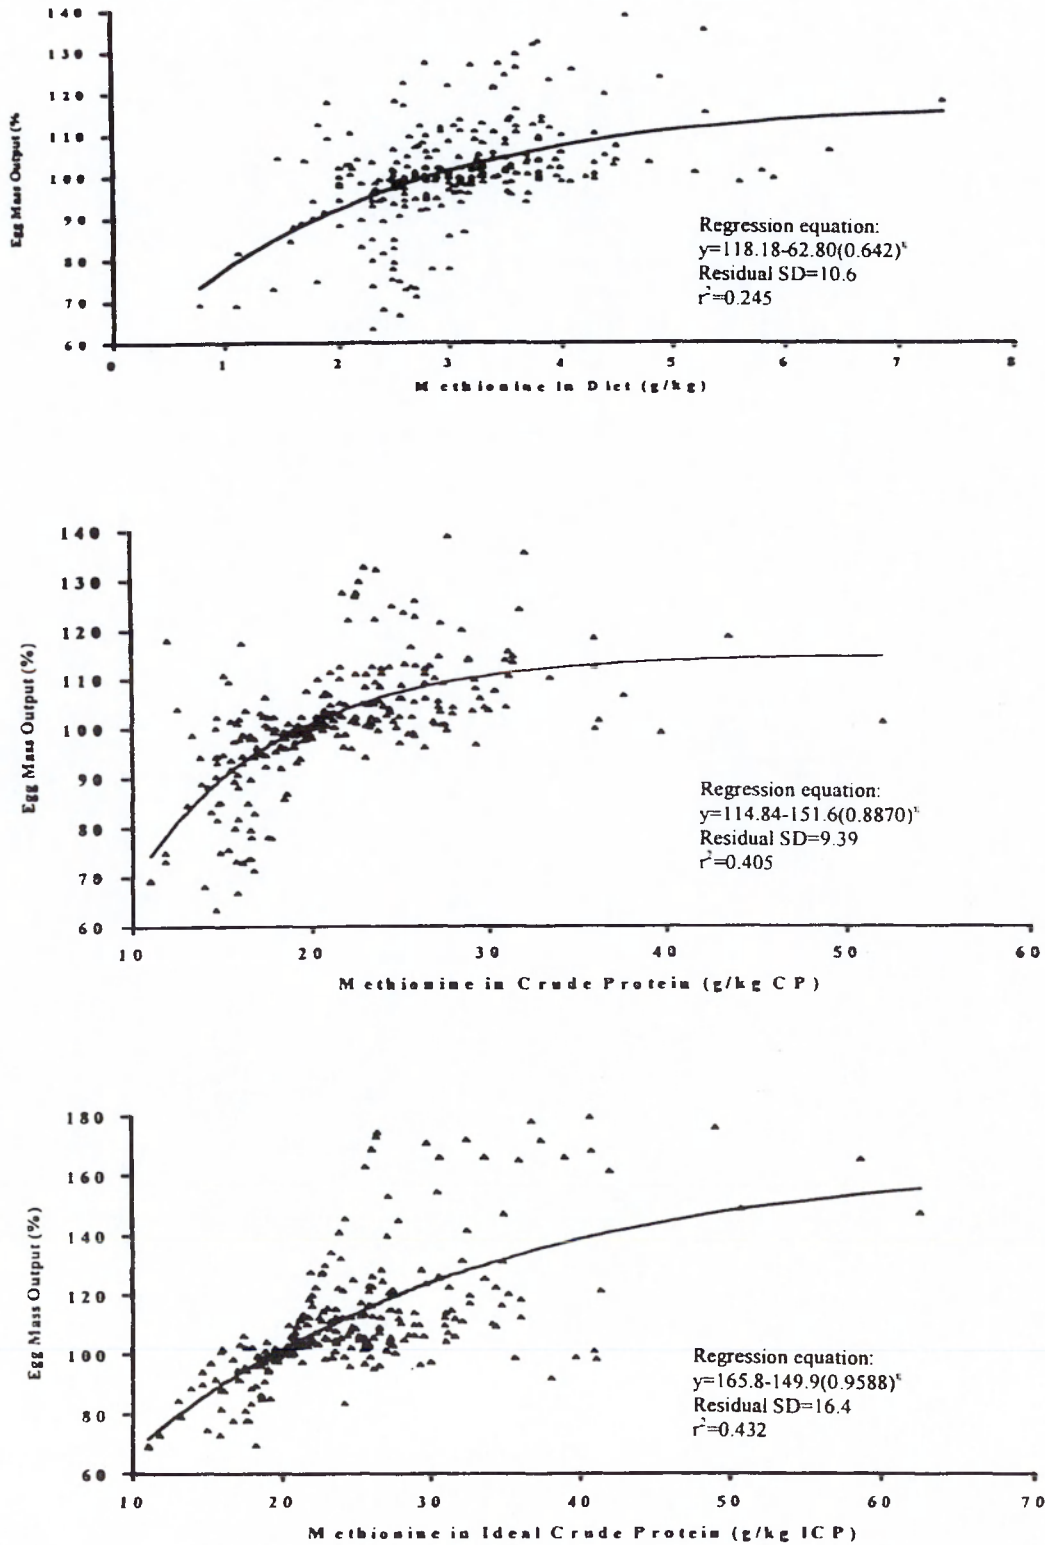 140
130
120
110
100
90
80
70
60
Egg Mass Output (%
Regression equation:
y=118.18-62.80(0.642)ˣ
Residual SD=10.6
r²=0.245
0 1 2 3 4 5 6 7 8
Methionine in Diet (g/kg)
140
130
120
110
100
90
80
70
60
Egg Mass Output (%)
Regression equation:
y=114.84-151.6(0.8870)ˣ
Residual SD=9.39
r²=0.405
10 20 30 40 50 60
Methionine in Crude Protein (g/kg CP)
180
160
140
120
100
80
60
Egg Mass Output (%)
Regression equation:
y=165.8-149.9(0.9588)ˣ
Residual SD=16.4
r²=0.432
10 20 30 40 50 60 70
Methionine in Ideal Crude Protein (g/kg ICP)